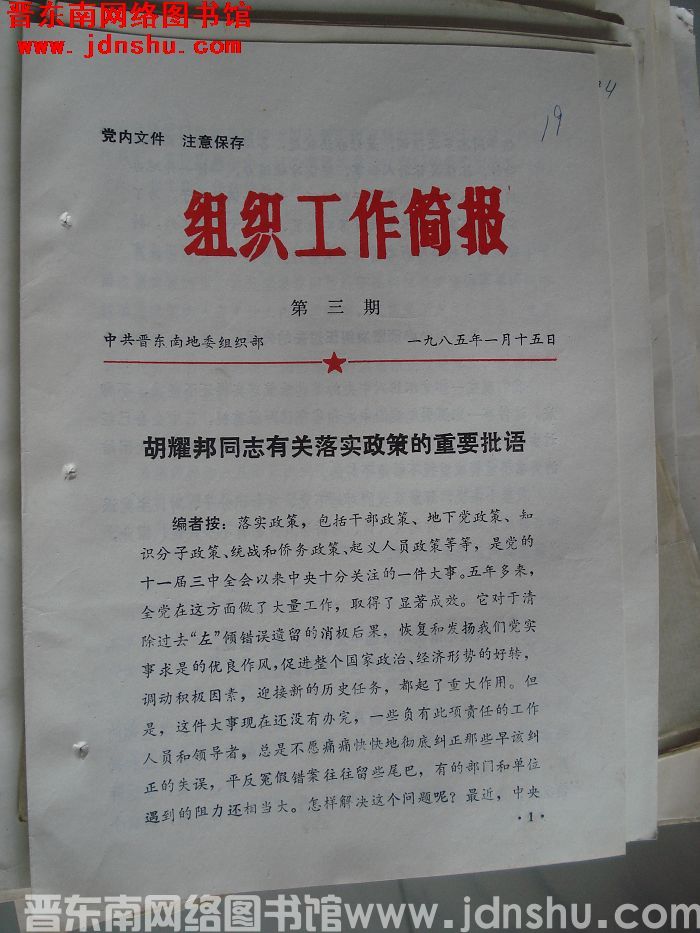 晋东南网络图书馆
www.jdnshu.com
24
19
党内文件 注意保存
组织工作简报
第三期
中共晋东南地委组织部 一九八五年一月十五日
胡耀邦同志有关落实政策的重要批语
编者按：落实政策，包括干部政策、地下党政策、知
识分子政策、统战和侨务政策、起义人员政策等等，是党的
十一届三中全会以来中央十分关注的一件大事。五年多来，
全党在这方面做了大量工作，取得了显著成效。它对于清
除过去“左”倾错误遗留的消极后果，恢复和发扬我们党实
事求是的优良作风，促进整个国家政治、经济形势的好转，
调动积极因素，迎接新的历史任务，都起了重大作用。但
是，这件大事现在还没有办完，一些负有此项责任的工作
人员和领导者，总是不愿痛痛快快地彻底纠正那些早该纠
正的失误，平反冤假错案往往留些尾巴，有的部门和单位
遇到的阻力还相当大。怎样解决这个问题呢？最近，中央
·1·
晋东南网络图书馆www.jdnshu.com